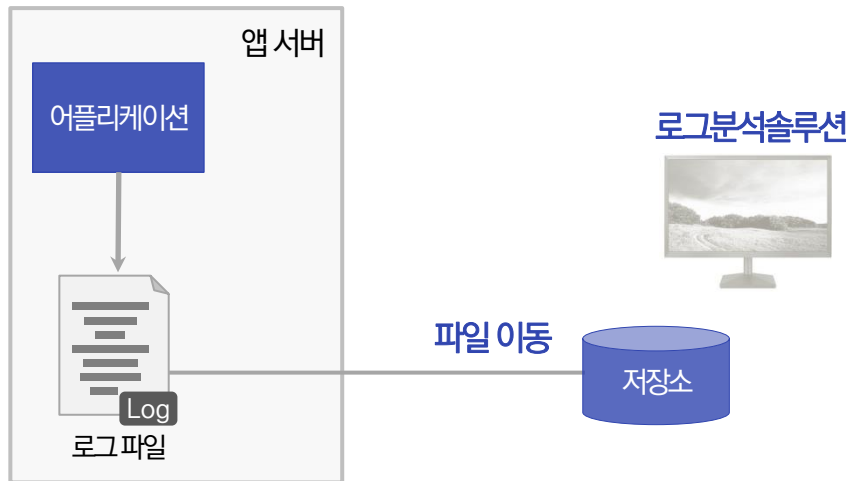 앱 서버
어플리케이션
로그분석솔루션
파일 이동
저장소
Log
로그 파일